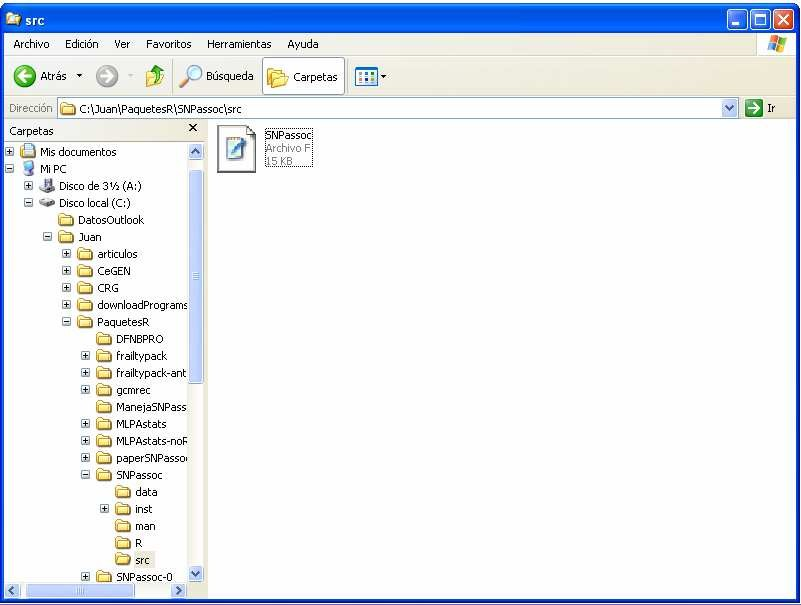 src
Archivo Edición Ver Favoritos Herramientas Ayuda
Atrás Búsqueda Carpetas
Dirección C:\Juan\PaquetesR\SNPassoc\src Ir
Carpetas
Mis documentos
Mi PC
Disco de 3½ (A:)
Disco local (C:)
DatosOutlook
Juan
articulos
CeGEN
CRG
downloadPrograms
PaquetesR
DFNBPRO
frailtypack
frailtypack-ant
gcmrec
ManejaSNPass
MLPAstats
MLPAstats-noR
paperSNPassoc
SNPassoc
data
inst
man
R
src
SNPassoc-0
SNPassoc
Archivo F
15 KB